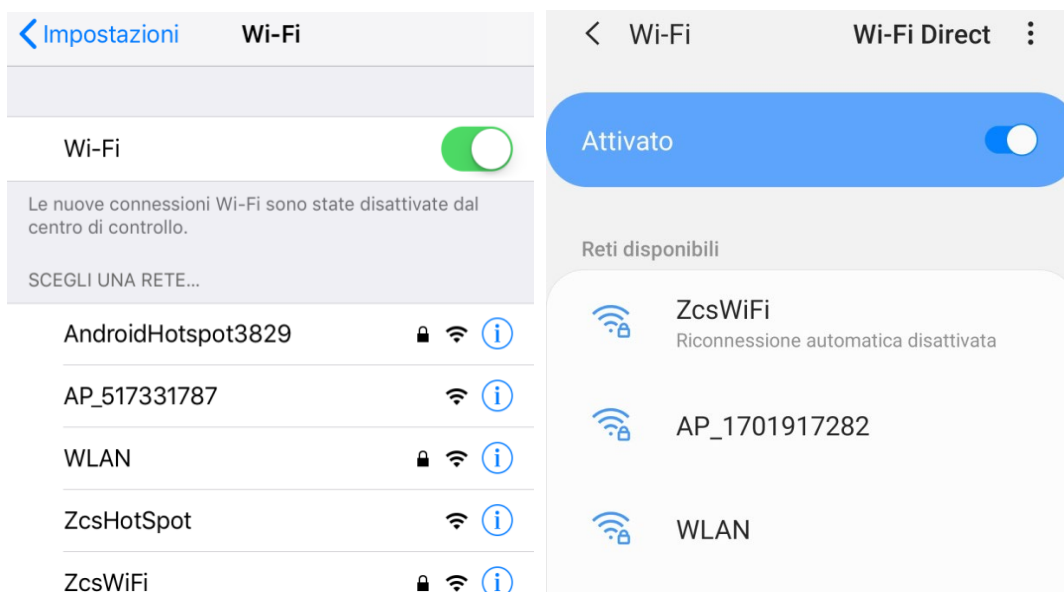 Impostazioni Wi-Fi
Wi-Fi
Le nuove connessioni Wi-Fi sono state disattivate dal
centro di controllo.
SCEGLI UNA RETE...
AndroidHotspot3829
AP_517331787
WLAN
ZcsHotSpot
ZcsWiFi
Wi-Fi Wi-Fi Direct
Attivato
Reti disponibili
ZcsWiFi
Riconnessione automatica disattivata
AP_1701917282
WLAN